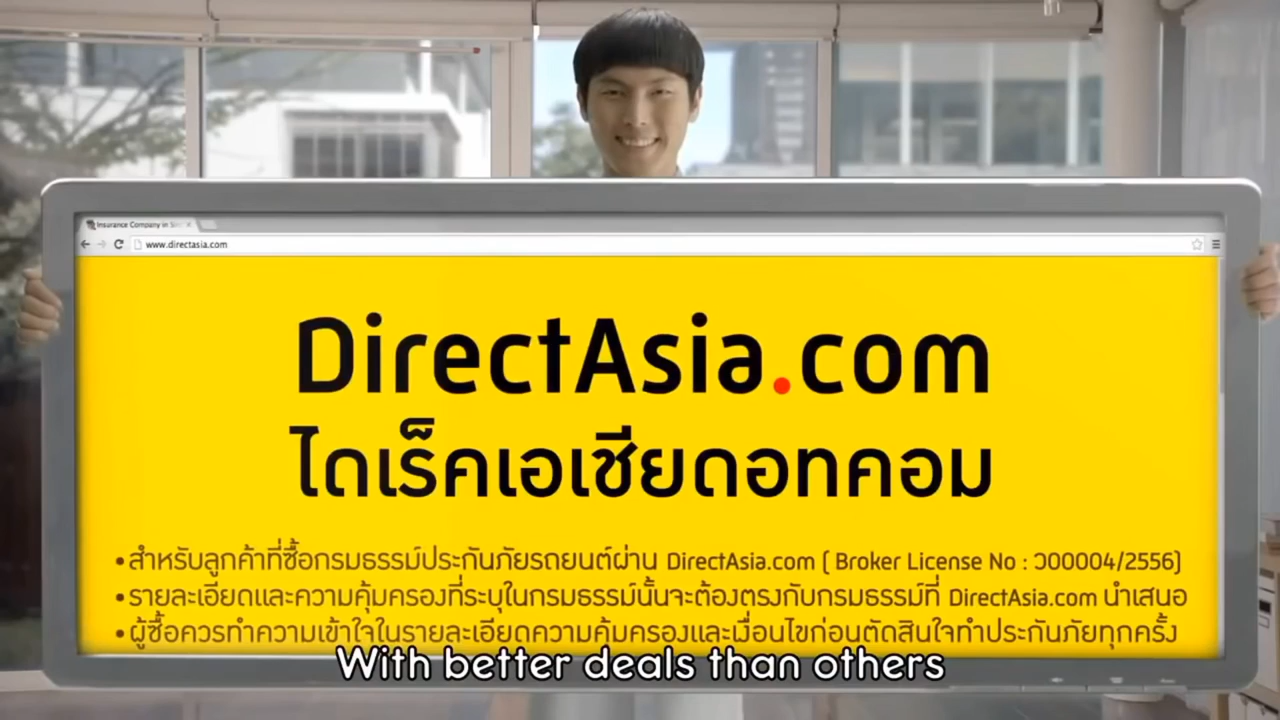 Insurance Company in Sin
www.directasia.com
DirectAsia.com
ไดเร็คเอเชียดอทคอม
• สำหรับลูกค้าที่ซื้อกรมธรรม์ประกันภัยรถยนต์ผ่าน DirectAsia.com ( Broker License No : ว00004/2556)
• รายละเอียดและความคุ้มครองที่ระบุในกรมธรรม์นั้นจะต้องตรงกับกรมธรรม์ที่ DirectAsia.com นำเสนอ
• ผู้ซื้อควรทำความเข้าใจในรายละเอียดความคุ้มครองและเงื่อนไขก่อนตัดสินใจทำประกันภัยทุกครั้ง
With better deals than others